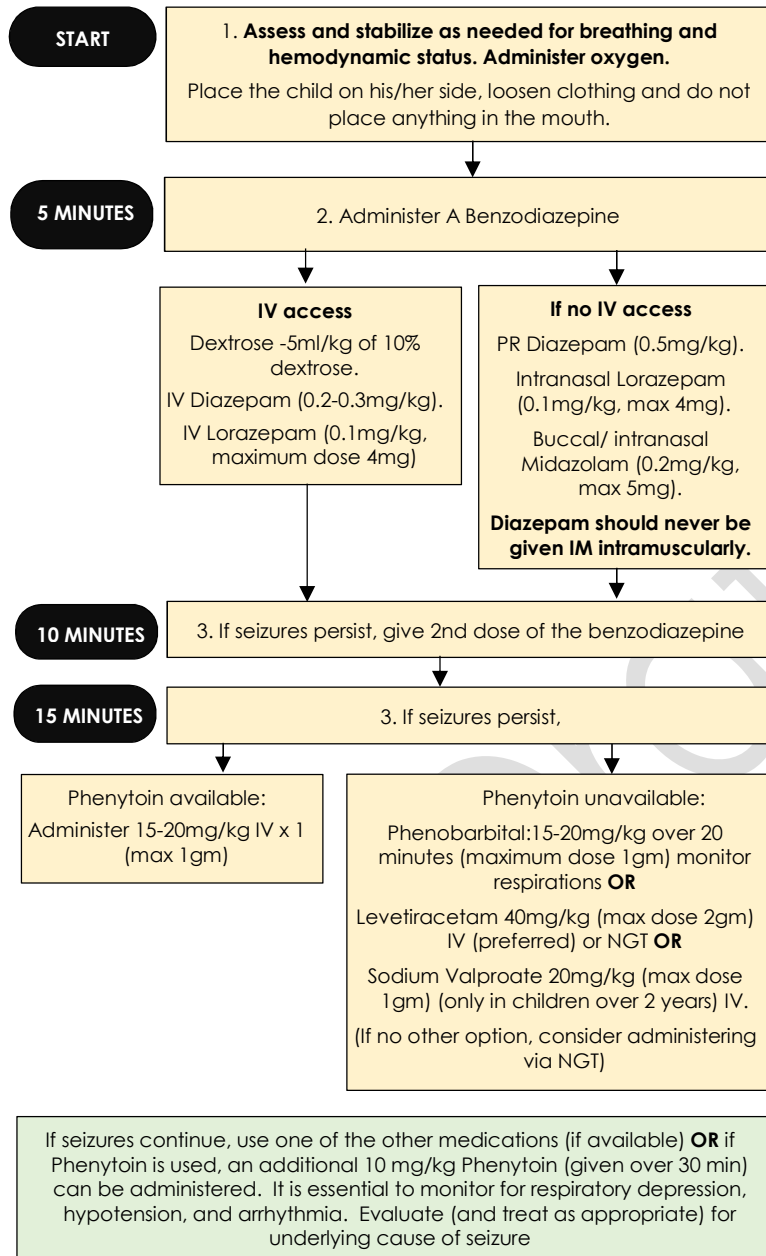 START
1. Assess and stabilize as needed for breathing and
hemodynamic status. Administer oxygen.
Place the child on his/her side, loosen clothing and do not
place anything in the mouth.
5 MINUTES
2. Administer A Benzodiazepine
IV access
Dextrose -5ml/kg of 10%
dextrose.
IV Diazepam (0.2-0.3mg/kg).
IV Lorazepam (0.1mg/kg,
maximum dose 4mg)
If no IV access
PR Diazepam (0.5mg/kg).
Intranasal Lorazepam
(0.1mg/kg, max 4mg).
Buccal/ intranasal
Midazolam (0.2mg/kg,
max 5mg).
Diazepam should never be
given IM intramuscularly.
10 MINUTES
3. If seizures persist, give 2nd dose of the benzodiazepine
15 MINUTES
3. If seizures persist,
Phenytoin available:
Administer 15-20mg/kg IV x 1
(max 1gm)
Phenytoin unavailable:
Phenobarbital:15-20mg/kg over 20
minutes (maximum dose 1gm) monitor
respirations OR
Levetiracetam 40mg/kg (max dose 2gm)
IV (preferred) or NGT OR
Sodium Valproate 20mg/kg (max dose
1gm) (only in children over 2 years) IV.
(If no other option, consider administering
via NGT)
If seizures continue, use one of the other medications (if available) OR if
Phenytoin is used, an additional 10 mg/kg Phenytoin (given over 30 min)
can be administered. It is essential to monitor for respiratory depression,
hypotension, and arrhythmia. Evaluate (and treat as appropriate) for
underlying cause of seizure